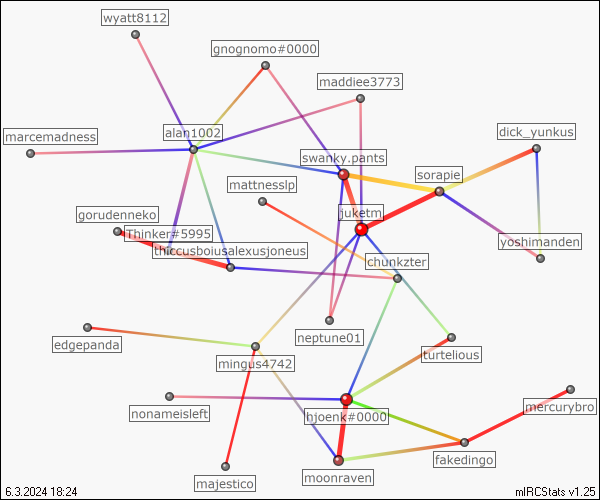 wyatt8112
gnognomo#0000
maddiee3773
alan1002
marcemadness
dick_yunkus
swanky.pants
sorapie
mattnesslp
juketm
gorudenneko
Thinker#5995
yoshimanden
thiccusboiusalexusjoneus
chunkzter
neptune01
edgepanda
turtelious
mingus4742
nonameisleft
hjoenk#0000
mercurybro
fakedingo
majestico
moonraven
6.3.2024 18:24
mIRCStats v1.25